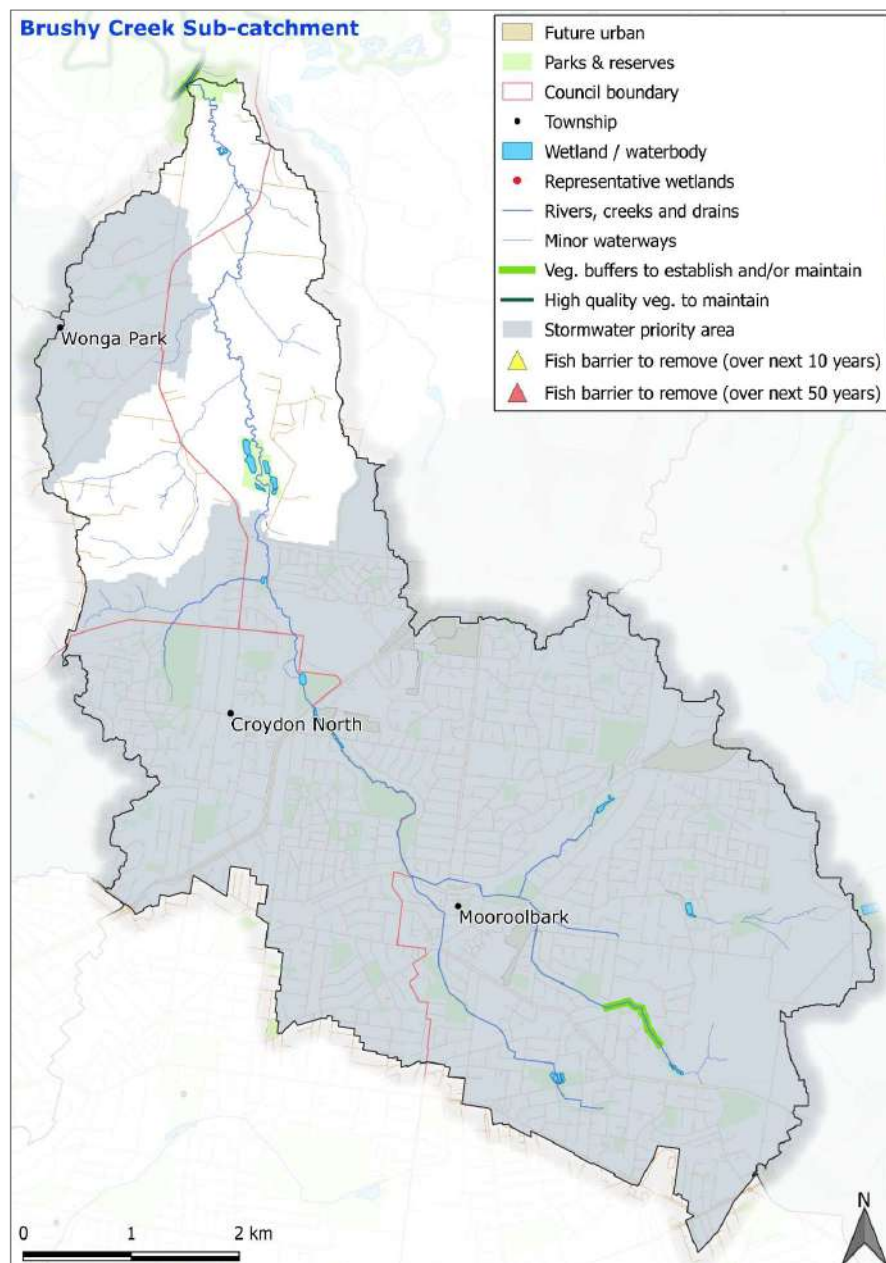 Brushy Creek Sub-catchment
Future urban
Parks & reserves
Council boundary
Township
Wetland / waterbody
Representative wetlands
Rivers, creeks and drains
Minor waterways
Veg. buffers to establish and/or maintain
High quality veg. to maintain
Stormwater priority area
Fish barrier to remove (over next 10 years)
Fish barrier to remove (over next 50 years)
Wonga Park
Croydon North
Mooroolbark
N
0 1 2 km